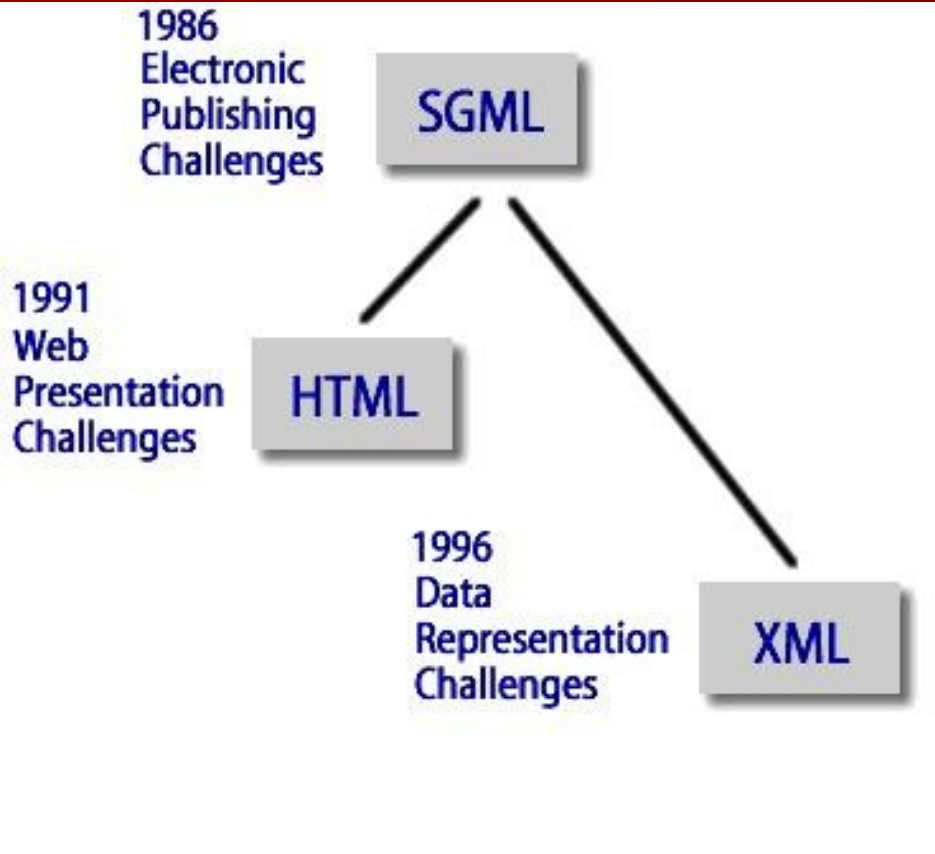 1986
Electronic
Publishing
Challenges
SGML
1991
Web
Presentation
Challenges
HTML
1996
Data
Representation
Challenges
XML